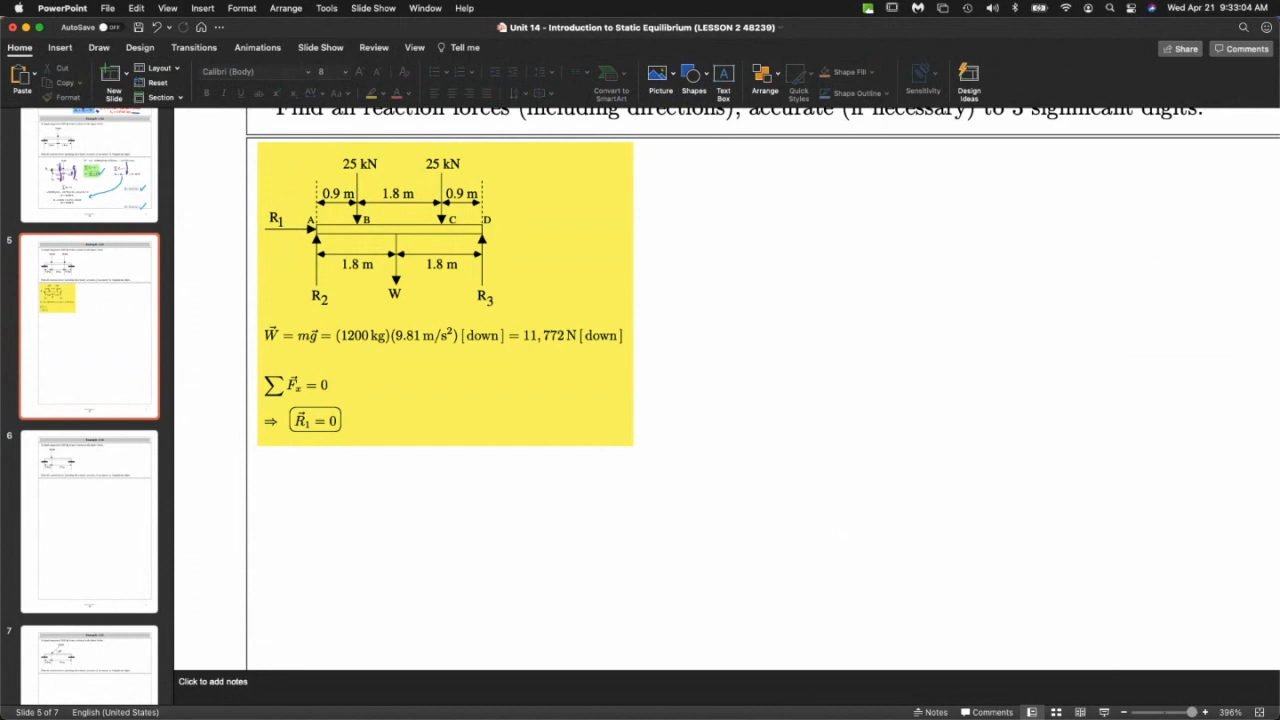 PowerPoint File Edit View Insert Format Arrange Tools Slide Show Window Help Wed Apr 21 9:33:04 AM
AutoSave OFF Unit 14 - Introduction to Static Equilibrium (LESSON 2 48239)
Home Insert Draw Design Transitions Animations Slide Show Review View Tell me Share Comments
Paste Cut Copy Format New Slide Layout Reset Section Calibri (Body) 8 B I U ab Convert to SmartArt Picture Shapes Text Box Arrange Quick Styles Shape Fill Shape Outline Sensitivity Design Ideas
Find all reaction forces (including directions), accurate (if necessary) to 3 significant digits.
25 kN 25 kN
0.9 m 1.8 m 0.9 m
R1 A B C D
1.8 m 1.8 m
R2 W R3
W⃗ = mg⃗ = (1200 kg)(9.81 m/s²) [down] = 11,772 N [down]
∑ F⃗x = 0
⇒ R⃗1 = 0
5
6
7
Click to add notes
Slide 5 of 7 English (United States) Notes Comments 396%